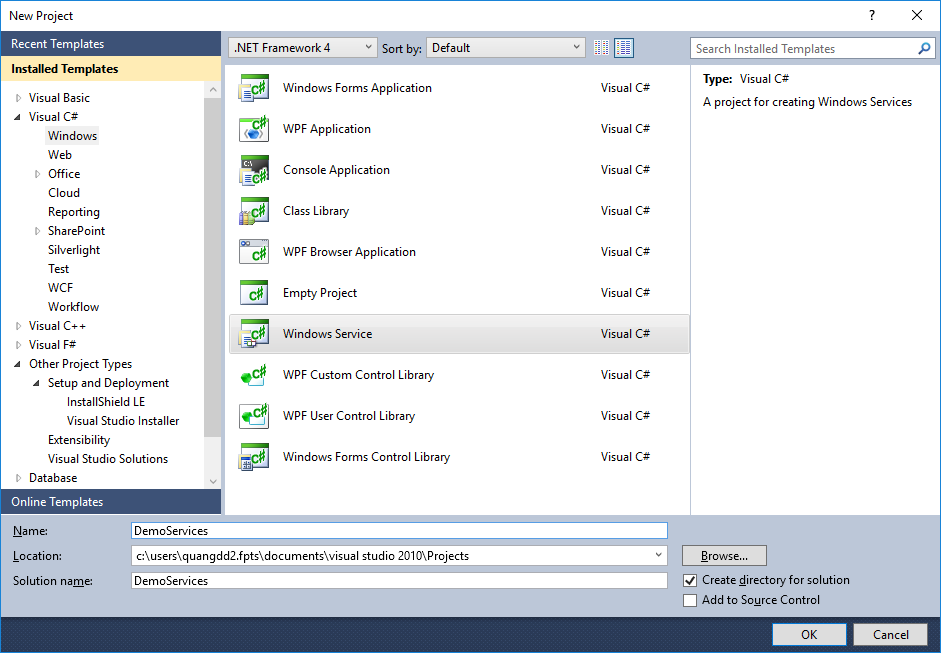 New Project
?
Recent Templates
.NET Framework 4
Sort by:
Default
Search Installed Templates
Installed Templates
Visual Basic
Visual C#
Windows
Web
Office
Cloud
Reporting
SharePoint
Silverlight
Test
WCF
Workflow
Visual C++
Visual F#
Other Project Types
Setup and Deployment
InstallShield LE
Visual Studio Installer
Extensibility
Visual Studio Solutions
Database
Online Templates
Windows Forms Application Visual C#
WPF Application Visual C#
Console Application Visual C#
Class Library Visual C#
WPF Browser Application Visual C#
Empty Project Visual C#
Windows Service Visual C#
WPF Custom Control Library Visual C#
WPF User Control Library Visual C#
Windows Forms Control Library Visual C#
Type: Visual C#
A project for creating Windows Services
Name: DemoServices
Location: c:\users\quangdd2.fpts\documents\visual studio 2010\Projects
Browse...
Solution name: DemoServices
Create directory for solution
Add to Source Control
OK
Cancel